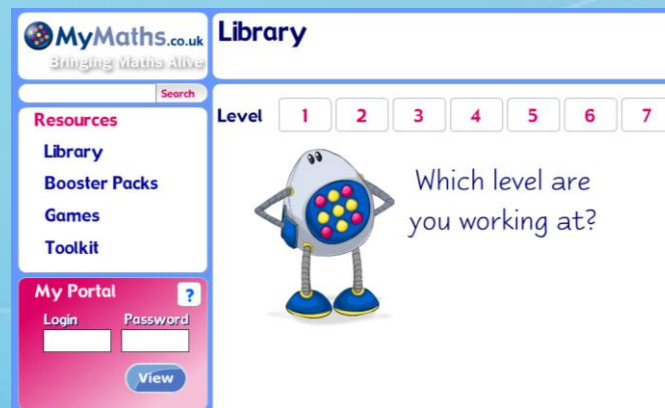 MyMaths.co.uk
Bringing Maths Alive
Search
Resources
Library
Booster Packs
Games
Toolkit
My Portal ?
Login Password
View
Library
Level 1 2 3 4 5 6 7
Which level are
you working at?